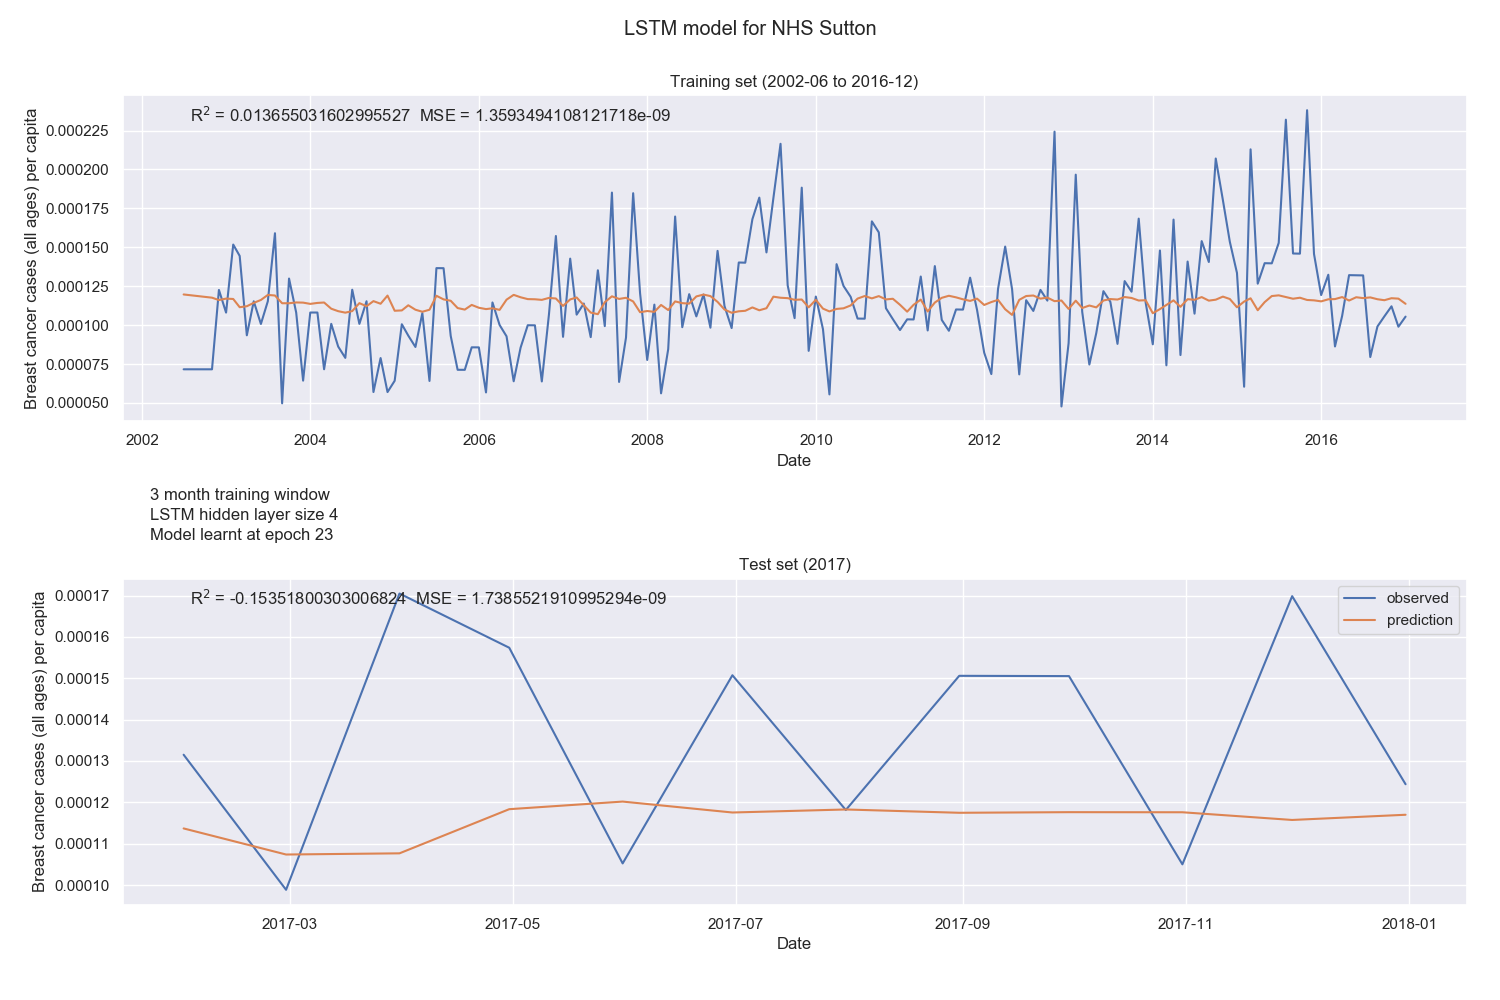 LSTM model for NHS Sutton
Training set (2002-06 to 2016-12)
R² = 0.013655031602995527 MSE = 1.3593494108121718e-09
Breast cancer cases (all ages) per capita
0.000225
0.000200
0.000175
0.000150
0.000125
0.000100
0.000075
0.000050
2002 2004 2006 2008 2010 2012 2014 2016
Date
3 month training window
LSTM hidden layer size 4
Model learnt at epoch 23
Test set (2017)
R² = -0.15351800303006824 MSE = 1.7385521910995294e-09
observed
prediction
Breast cancer cases (all ages) per capita
0.00017
0.00016
0.00015
0.00014
0.00013
0.00012
0.00011
0.00010
2017-03 2017-05 2017-07 2017-09 2017-11 2018-01
Date